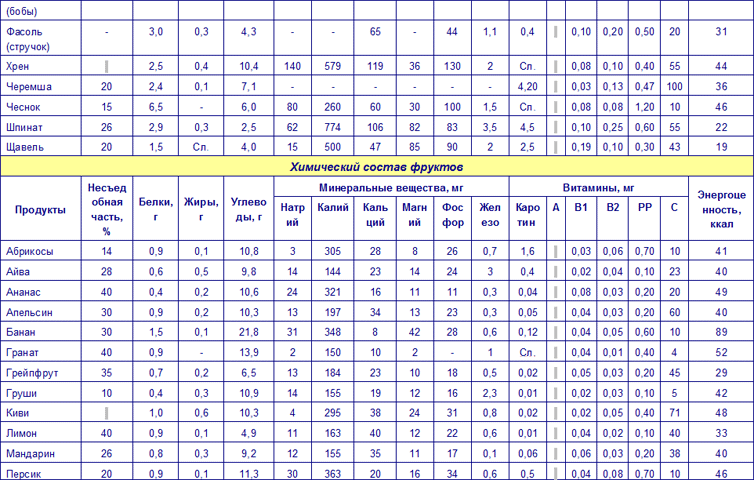 (бобы)
Фасоль (стручок) - 3,0 0,3 4,3 - - 65 - 44 1,1 0,4 0,10 0,20 0,50 20 31
Хрен 2,5 0,4 10,4 140 579 119 36 130 2 Сл. 0,08 0,10 0,40 55 44
Черемша 20 2,4 0,1 7,1 - - - - - - 4,20 0,03 0,13 0,47 100 36
Чеснок 15 6,5 - 6,0 80 260 60 30 100 1,5 Сл. 0,08 0,08 1,20 10 46
Шпинат 26 2,9 0,3 2,5 62 774 106 82 83 3,5 4,5 0,10 0,25 0,60 55 22
Щавель 20 1,5 Сл. 4,0 15 500 47 85 90 2 2,5 0,19 0,10 0,30 43 19
Химический состав фруктов
Продукты Несъедобная часть, % Белки, г Жиры, г Углеводы, г Минеральные вещества, мг Витамины, мг Энергоценность, ккал
Натрий Калий Кальций Магний Фосфор Железо Каротин А В1 В2 РР С
Абрикосы 14 0,9 0,1 10,8 3 305 28 8 26 0,7 1,6 0,03 0,06 0,70 10 41
Айва 28 0,6 0,5 9,8 14 144 23 14 24 3 0,4 0,02 0,04 0,10 23 40
Ананас 40 0,4 0,2 10,6 24 321 16 11 11 0,3 0,04 0,08 0,03 0,20 20 49
Апельсин 30 0,9 0,2 10,3 13 197 34 13 23 0,3 0,05 0,04 0,03 0,20 60 40
Банан 30 1,5 0,1 21,8 31 348 8 42 28 0,6 0,12 0,04 0,05 0,60 10 89
Гранат 40 0,9 - 13,9 2 150 10 2 - 1 Сл. 0,04 0,01 0,40 4 52
Грейпфрут 35 0,7 0,2 6,5 13 184 23 10 18 0,5 0,02 0,05 0,03 0,20 45 29
Груши 10 0,4 0,3 10,9 14 155 19 12 16 2,3 0,01 0,02 0,03 0,10 5 42
Киви 1,0 0,6 10,3 4 295 38 24 31 0,8 0,02 0,02 0,05 0,40 71 48
Лимон 40 0,9 0,1 4,9 11 163 40 12 22 0,6 0,01 0,04 0,02 0,10 40 33
Мандарин 26 0,8 0,3 9,2 12 155 35 11 17 0,1 0,06 0,06 0,03 0,20 38 40
Персик 20 0,9 0,1 11,3 30 363 20 16 34 0,6 0,5 0,04 0,08 0,70 10 46